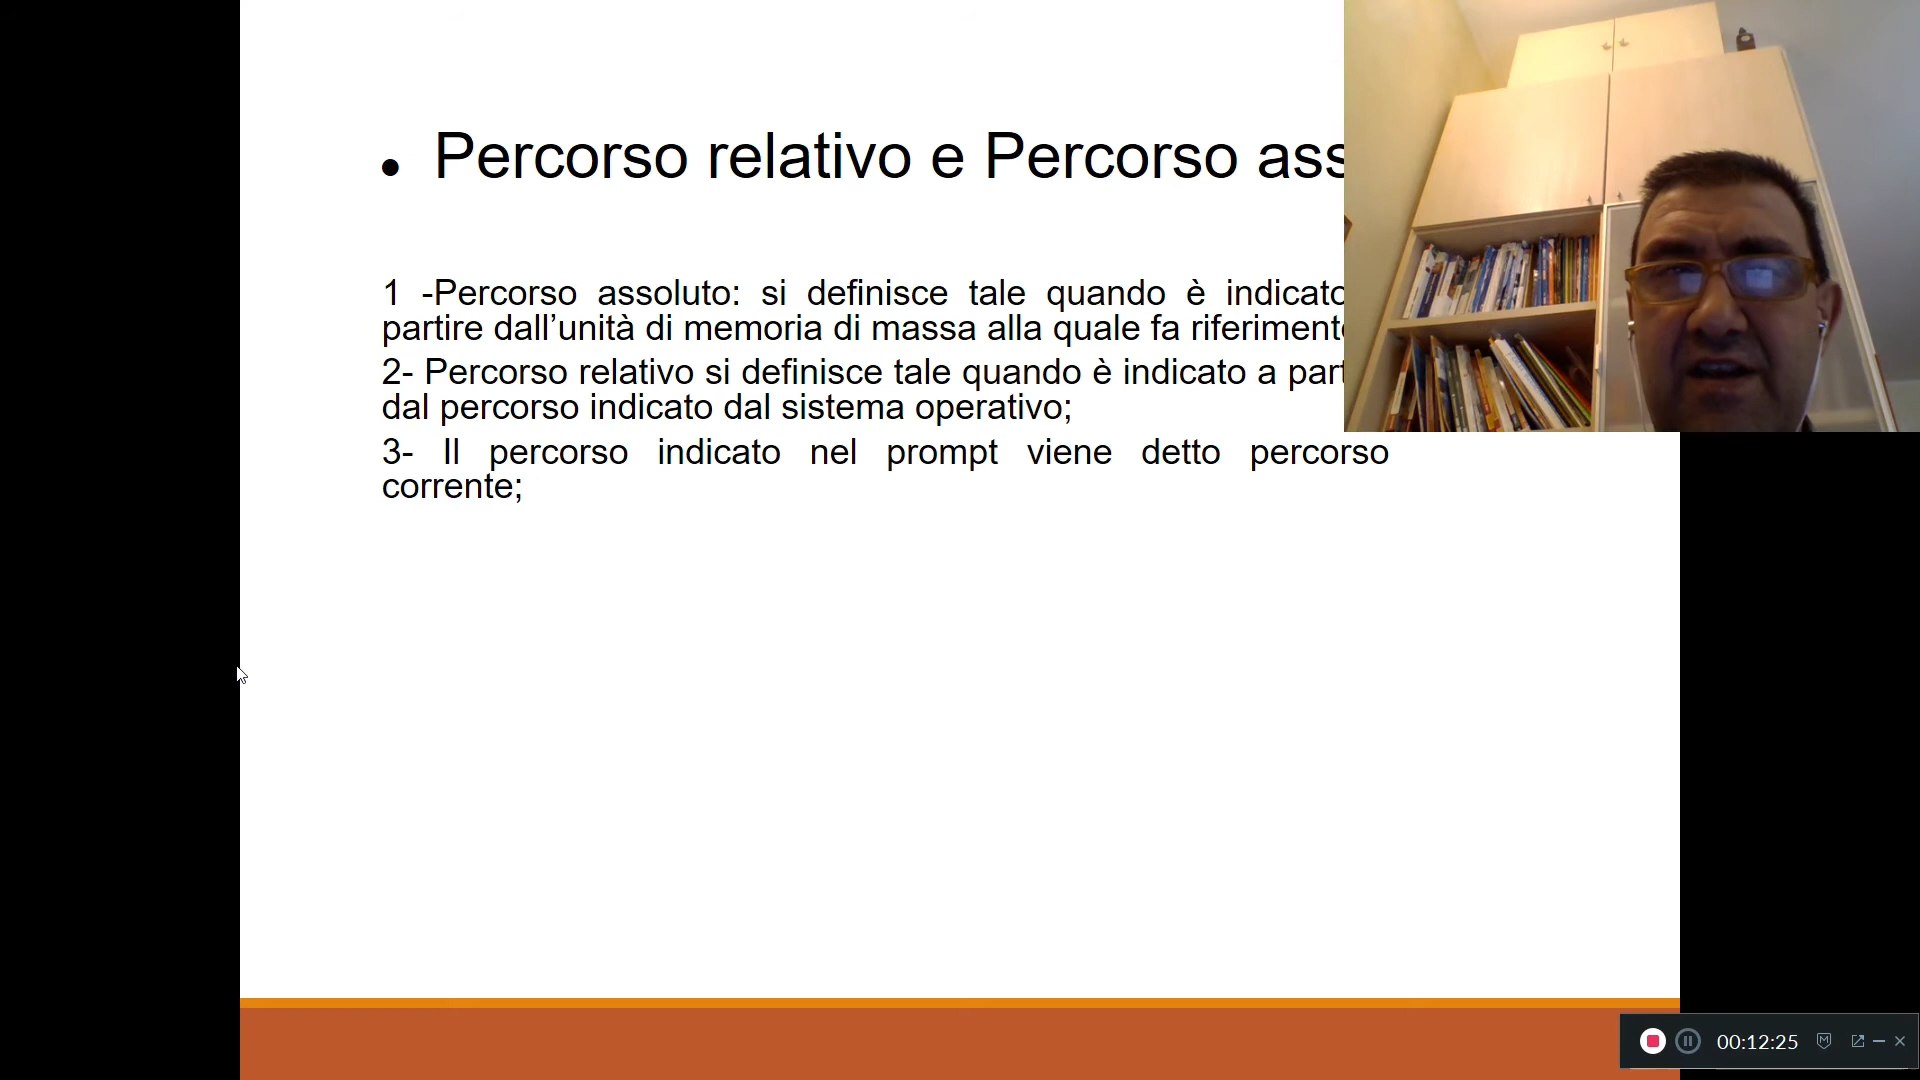 • Percorso relativo e Percorso ass
1 -Percorso assoluto: si definisce tale quando è indicato
partire dall’unità di memoria di massa alla quale fa riferimento
2- Percorso relativo si definisce tale quando è indicato a part
dal percorso indicato dal sistema operativo;
3- Il percorso indicato nel prompt viene detto percorso
corrente;
00:12:25